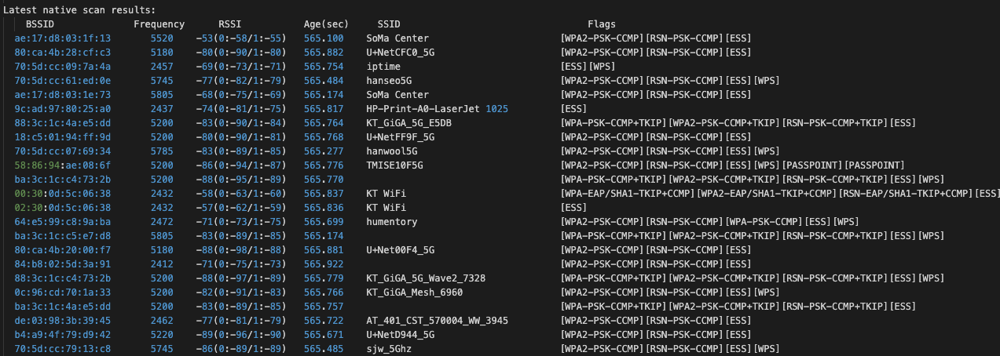 Latest native scan results:
BSSID Frequency RSSI Age(sec) SSID Flags
ae:17:d8:03:1f:13 5520 -53(0:-58/1:-55) 565.100 SoMa Center [WPA2-PSK-CCMP][RSN-PSK-CCMP][ESS]
80:ca:4b:28:cf:c3 5180 -80(0:-90/1:-80) 565.882 U+NetCFC0_5G [WPA2-PSK-CCMP][RSN-PSK-CCMP][ESS]
70:5d:cc:09:7a:4a 2457 -69(0:-73/1:-71) 565.754 iptime [ESS][WPS]
70:5d:cc:61:ed:0e 5745 -77(0:-82/1:-79) 565.484 hanseo5G [WPA2-PSK-CCMP][RSN-PSK-CCMP][ESS][WPS]
ae:17:d8:03:1e:73 5805 -68(0:-75/1:-69) 565.174 SoMa Center [WPA2-PSK-CCMP][RSN-PSK-CCMP][ESS]
9c:ad:97:80:25:a0 2437 -74(0:-81/1:-75) 565.817 HP-Print-A0-LaserJet 1025 [ESS]
88:3c:1c:4a:e5:dd 5200 -83(0:-90/1:-84) 565.764 KT_GiGA_5G_E5DB [WPA-PSK-CCMP+TKIP][WPA2-PSK-CCMP+TKIP][RSN-PSK-CCMP+TKIP][ESS]
18:c5:01:94:ff:9d 5200 -80(0:-90/1:-81) 565.768 U+NetFF9F_5G [WPA2-PSK-CCMP][RSN-PSK-CCMP][ESS]
70:5d:cc:07:69:34 5785 -83(0:-89/1:-85) 565.277 hanwool5G [WPA2-PSK-CCMP][RSN-PSK-CCMP][ESS][WPS]
58:86:94:ae:08:6f 5200 -86(0:-94/1:-87) 565.776 TMISE10F5G [WPA2-PSK-CCMP][RSN-PSK-CCMP][ESS][WPS][PASSPOINT][PASSPOINT]
ba:3c:1c:c4:73:2b 5200 -88(0:-95/1:-89) 565.770 [WPA-PSK-CCMP+TKIP][WPA2-PSK-CCMP+TKIP][RSN-PSK-CCMP+TKIP][ESS][WPS]
00:30:0d:5c:06:38 2432 -58(0:-63/1:-60) 565.837 KT WiFi [WPA-EAP/SHA1-TKIP+CCMP][WPA2-EAP/SHA1-TKIP+CCMP][RSN-EAP/SHA1-TKIP+CCMP][ESS]
02:30:0d:5c:06:38 2432 -57(0:-62/1:-59) 565.836 KT WiFi [ESS]
64:e5:99:c8:9a:ba 2472 -71(0:-73/1:-75) 565.699 humentory [WPA2-PSK-CCMP][RSN-PSK-CCMP][WPA-PSK-CCMP][ESS][WPS]
ba:3c:1c:c5:e7:d8 5805 -83(0:-89/1:-85) 565.174 [WPA-PSK-CCMP+TKIP][WPA2-PSK-CCMP+TKIP][RSN-PSK-CCMP+TKIP][ESS][WPS]
80:ca:4b:20:00:f7 5180 -88(0:-98/1:-88) 565.881 U+Net00F4_5G [WPA2-PSK-CCMP][RSN-PSK-CCMP][ESS]
84:b8:02:5d:3a:91 2412 -71(0:-75/1:-73) 565.922 [WPA2-PSK-CCMP][RSN-PSK-CCMP][ESS]
88:3c:1c:c4:73:2b 5200 -88(0:-97/1:-89) 565.779 KT_GiGA_5G_Wave2_7328 [WPA-PSK-CCMP+TKIP][WPA2-PSK-CCMP+TKIP][RSN-PSK-CCMP+TKIP][ESS][WPS]
0c:96:cd:70:1a:33 5200 -82(0:-91/1:-83) 565.766 KT_GiGA_Mesh_6960 [WPA2-PSK-CCMP][RSN-PSK-CCMP][ESS][WPS]
ba:3c:1c:4a:e5:dd 5200 -83(0:-89/1:-85) 565.757 [WPA-PSK-CCMP+TKIP][WPA2-PSK-CCMP+TKIP][RSN-PSK-CCMP+TKIP][ESS]
de:03:98:3b:39:45 2462 -77(0:-81/1:-79) 565.722 AT_401_CST_570004_WW_3945 [WPA2-PSK-CCMP][RSN-PSK-CCMP][ESS]
b4:a9:4f:79:d9:42 5220 -89(0:-96/1:-90) 565.671 U+NetD944_5G [WPA2-PSK-CCMP][RSN-PSK-CCMP][ESS]
70:5d:cc:79:13:c8 5745 -86(0:-89/1:-89) 565.485 sjw_5Ghz [WPA2-PSK-CCMP][RSN-PSK-CCMP][ESS][WPS]